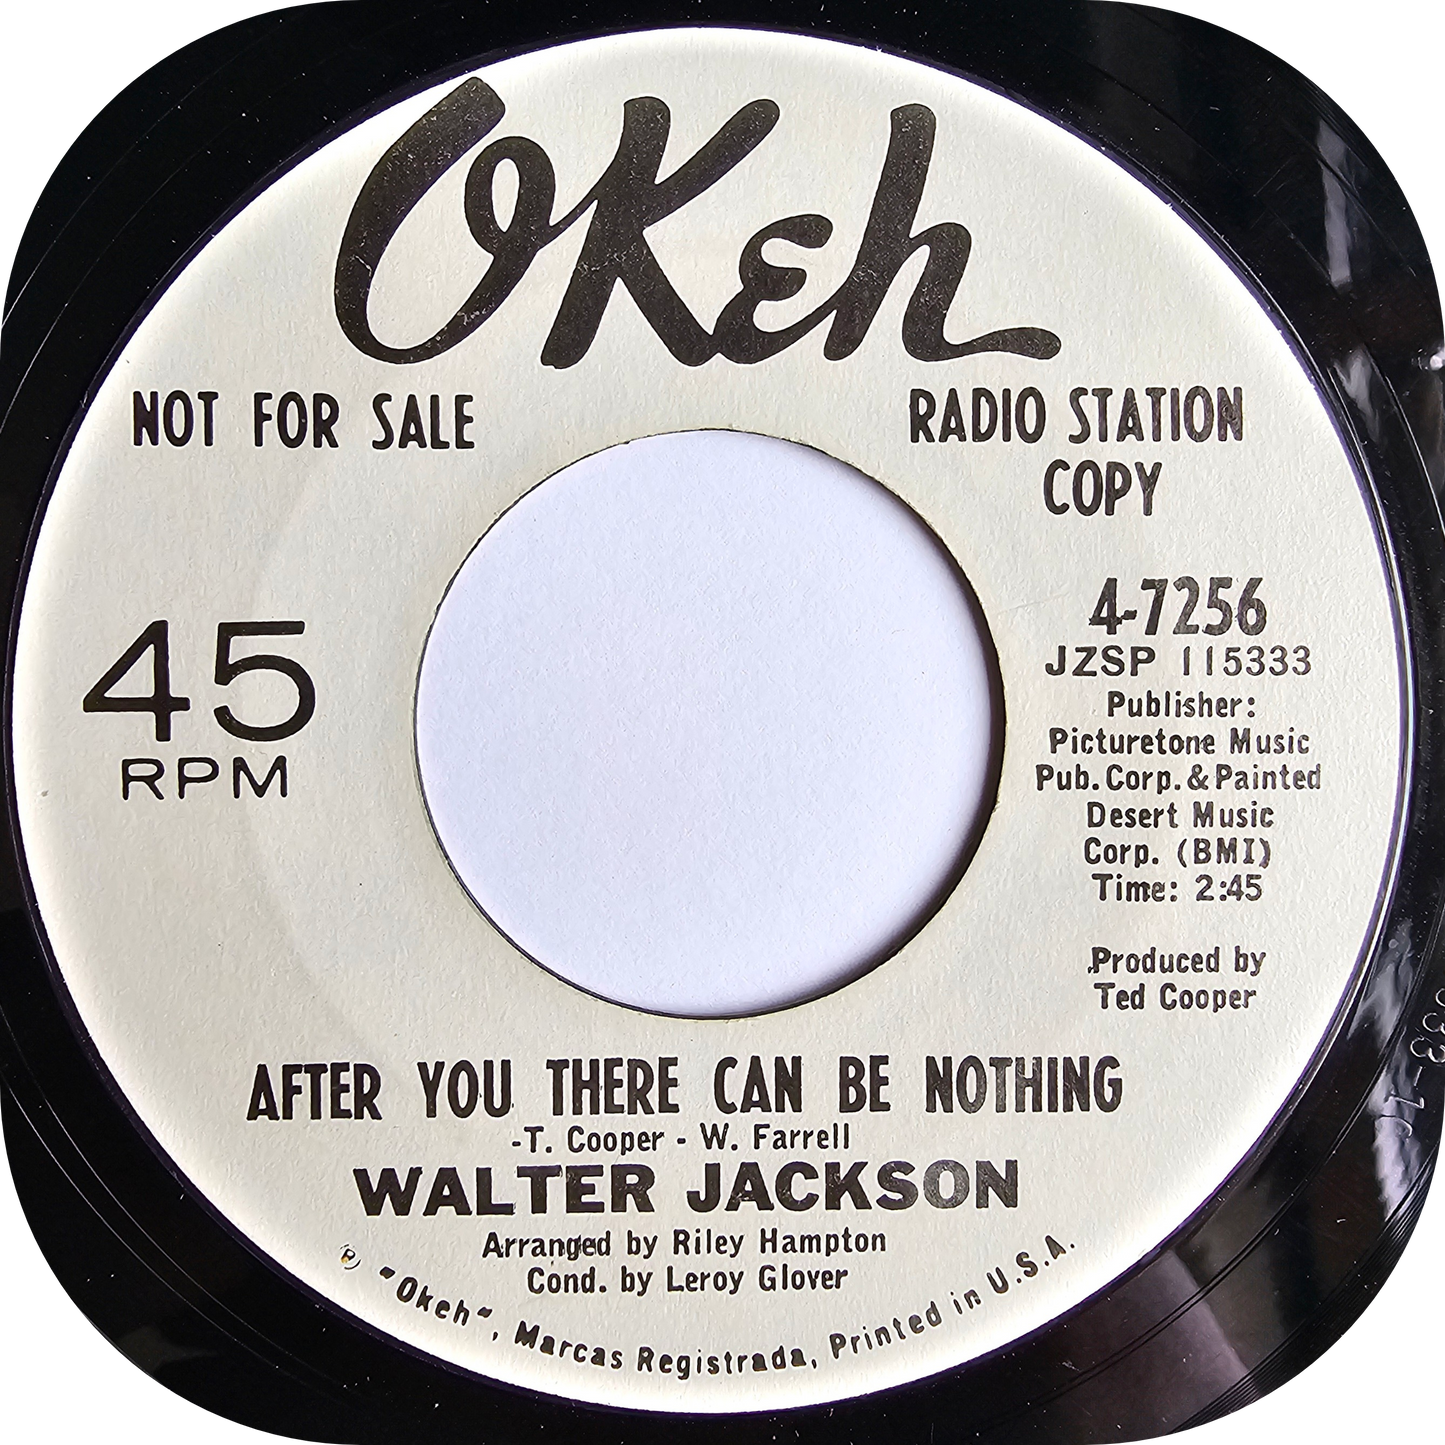 OKeh
NOT FOR SALE
RADIO STATION
COPY
45
RPM
4-7256
JZSP 115333
Publisher:
Picturetone Music
Pub. Corp. & Painted
Desert Music
Corp. (BMI)
Time: 2:45
Produced by
Ted Cooper
AFTER YOU THERE CAN BE NOTHING
-T. Cooper - W. Farrell
WALTER JACKSON
Arranged by Riley Hampton
Cond. by Leroy Glover
® "Okeh", Marcas Registrada, Printed in U.S.A.